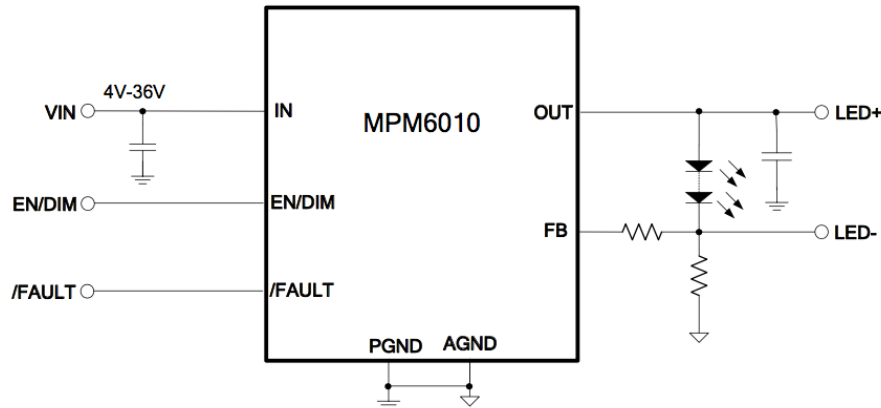 4V-36V
VIN
IN
MPM6010
OUT
LED+
EN/DIM
EN/DIM
FB
LED-
/FAULT
/FAULT
PGND
AGND